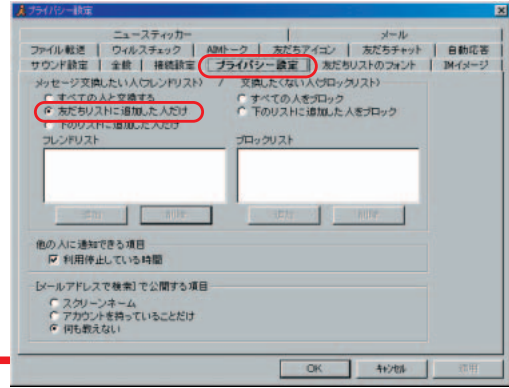 プライバシー設定
ニュースティッカー メール
ファイル転送 ウィルスチェック AIMトーク 友だちアイコン 友だちチャット 自動応答
サウンド設定 全般 接続設定 プライバシー設定 友だちリストのフォント IMイメージ
メッセージ交換したい人(フレンドリスト) / 交換したくない人(ブロックリスト)
すべての人と交換する すべての人をブロック
友だちリストに追加した人だけ 下のリストに追加した人をブロック
下のリストに追加した人だけ
フレンドリスト ブロックリスト
追加 削除 追加 削除
他の人に通知できる項目
利用停止している時間
[メールアドレスで検索]で公開する項目
スクリーンネーム
アカウントを持っていることだけ
何も教えない
OK キャンセル 適用